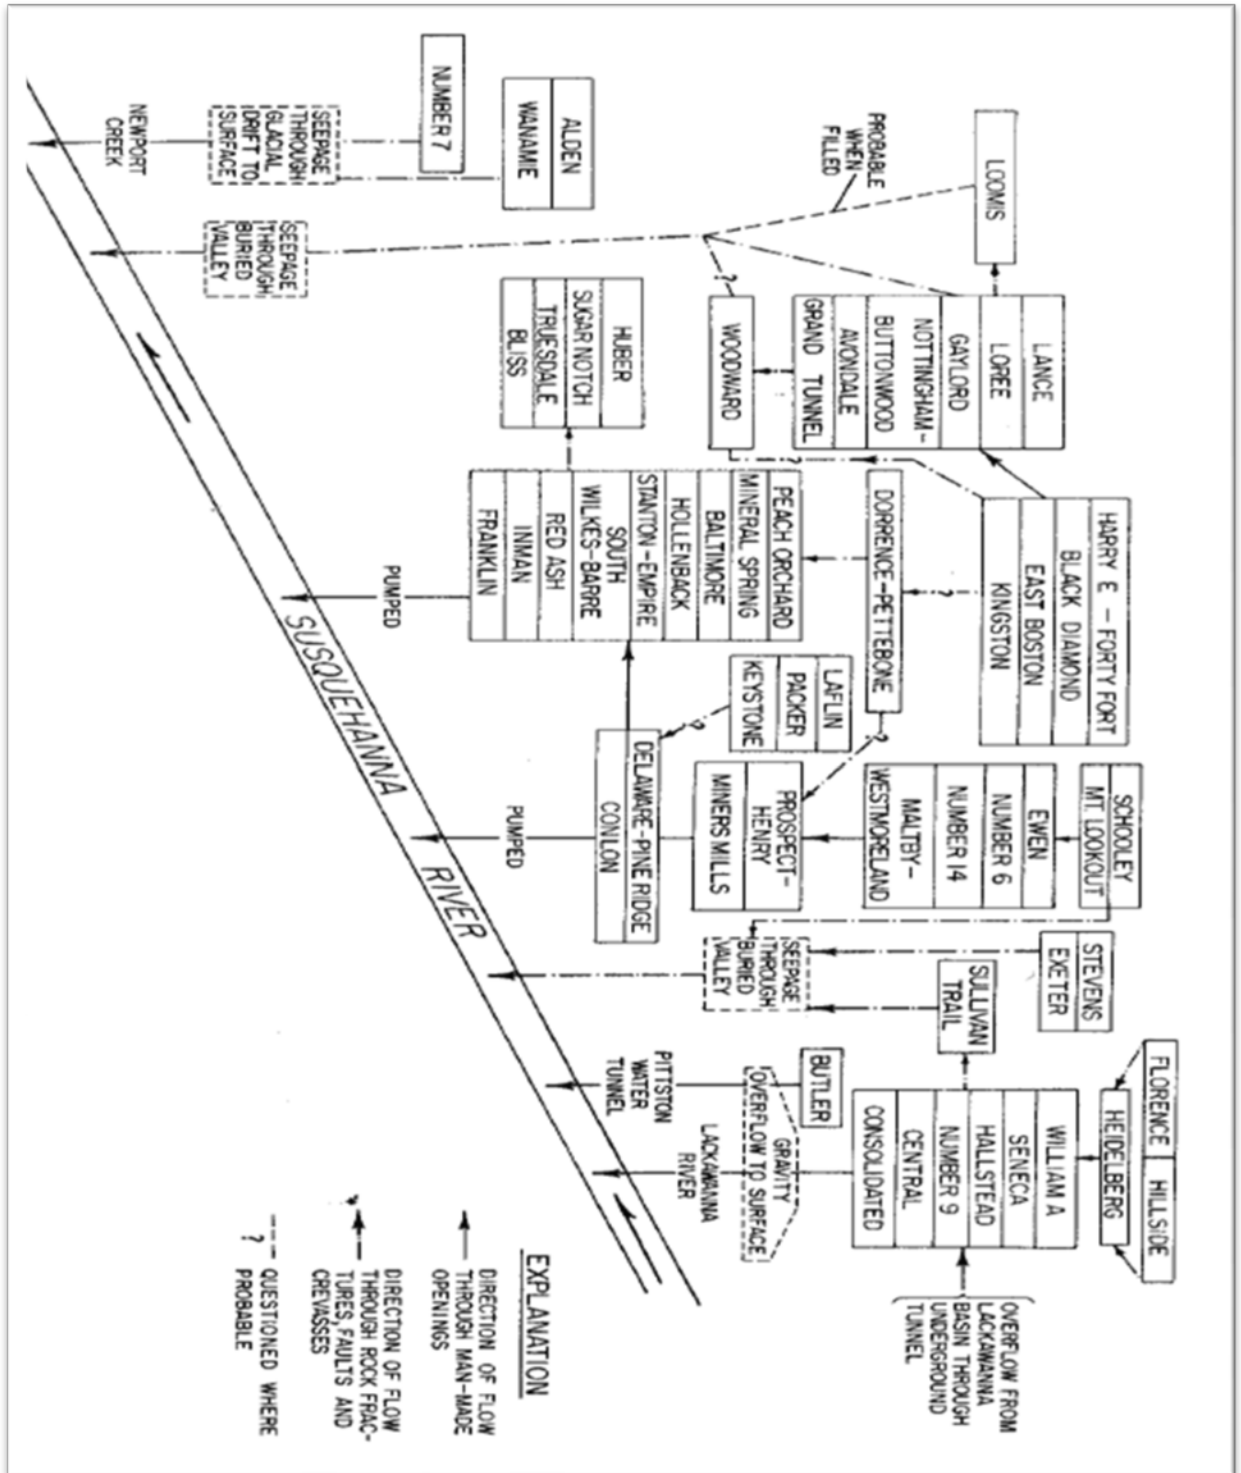 FLORENCE
HILLSIDE
HEIDELBERG
WILLIAM A
SENECA
HALLSTEAD
NUMBER 9
CENTRAL
CONSOLIDATED
OVERFLOW FROM
LACKAWANNA
BASIN THROUGH
UNDERGROUND
TUNNEL
BUTLER
GRAVITY
OVERFLOW TO SURFACE
PITTSTON
WATER
TUNNEL
LACKAWANNA
RIVER
STEVENS
EXETER
SULLIVAN
TRAIL
SEEPAGE
THROUGH
BURIED
VALLEY
SCHOOLEY
MT. LOOKOUT
EWEN
NUMBER 6
NUMBER 14
MALTBY-
WESTMORELAND
PROSPECT-
HENRY
MINERS MILLS
DELAWARE-PINE RIDGE
CONLON
PUMPED
LAFLIN
PACKER
KEYSTONE
?
HARRY E - FORTY FORT
BLACK DIAMOND
EAST BOSTON
KINGSTON
?
DORRENCE-PETTEBONE
?
?
PEACH ORCHARD
MINERAL SPRING
BALTIMORE
HOLLENBACK
STANTON-EMPIRE
SOUTH
WILKES-BARRE
RED ASH
INMAN
FRANKLIN
PUMPED
LANCE
LOREE
GAYLORD
NOTTINGHAM-
BUTTONWOOD
AVONDALE
GRAND TUNNEL
WOODWARD
?
HUBER
SUGAR NOTCH
TRUESDALE
BLISS
LOOMIS
PROBABLE
WHEN
FILLED
SEEPAGE
THROUGH
BURIED
VALLEY
ALDEN
WANAMIE
NUMBER 7
SEEPAGE
THROUGH
GLACIAL
DRIFT TO
SURFACE
NEWPORT
CREEK
SUSQUEHANNA RIVER
EXPLANATION
DIRECTION OF FLOW
THROUGH MAN-MADE
OPENINGS
DIRECTION OF FLOW
THROUGH ROCK FRAC-
TURES, FAULTS AND
CREVASSES
? QUESTIONED WHERE
PROBABLE